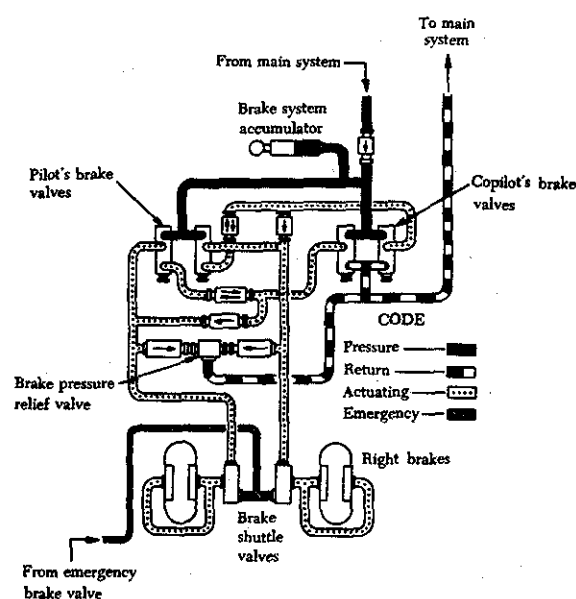 To main
system
From main system
Brake system
accumulator
Pilot's brake
valves
Copilot's brake
valves
CODE
Pressure
Return
Actuating
Emergency
Brake pressure
relief valve
Right brakes
Brake
shuttle
valves
From emergency
brake valve